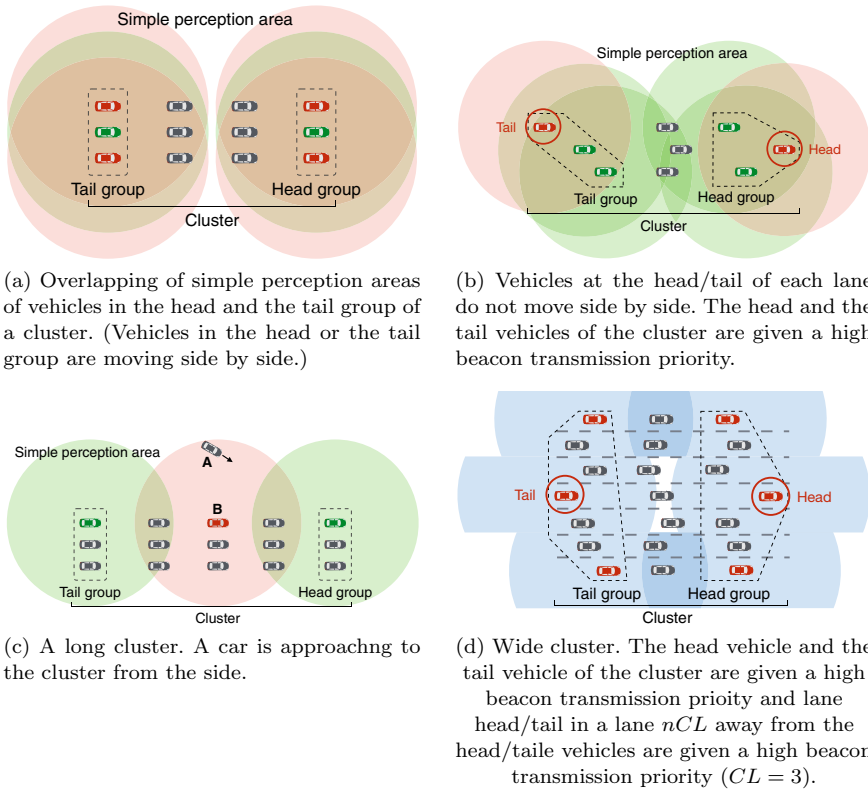 Simple perception area
Tail group
Head group
Cluster
(a) Overlapping of simple perception areas
of vehicles in the head and the tail group of
a cluster. (Vehicles in the head or the tail
group are moving side by side.)
Simple perception area
Tail
Head
Tail group
Head group
Cluster
(b) Vehicles at the head/tail of each lane
do not move side by side. The head and the
tail vehicles of the cluster are given a high
beacon transmission priority.
Simple perception area
A
B
Tail group
Head group
Cluster
(c) A long cluster. A car is approachng to
the cluster from the side.
Tail
Head
Tail group
Head group
Cluster
(d) Wide cluster. The head vehicle and the
tail vehicle of the cluster are given a high
beacon transmission prioity and lane
head/tail in a lane nCL away from the
head/taile vehicles are given a high beacon
transmission priority (CL = 3).